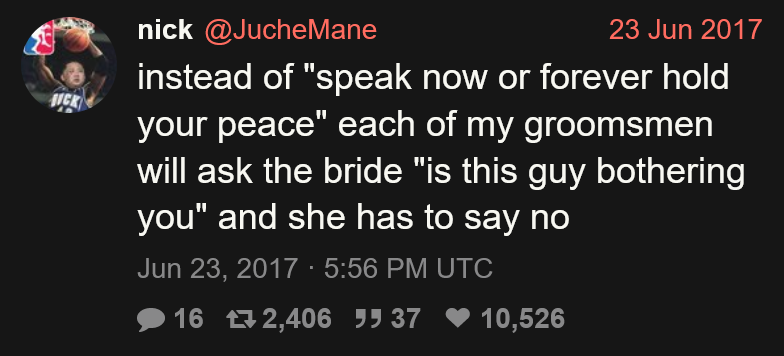 nick @JucheMane 23 Jun 2017
instead of "speak now or forever hold
your peace" each of my groomsmen
will ask the bride "is this guy bothering
you" and she has to say no
Jun 23, 2017 · 5:56 PM UTC
16 2,406 37 10,526